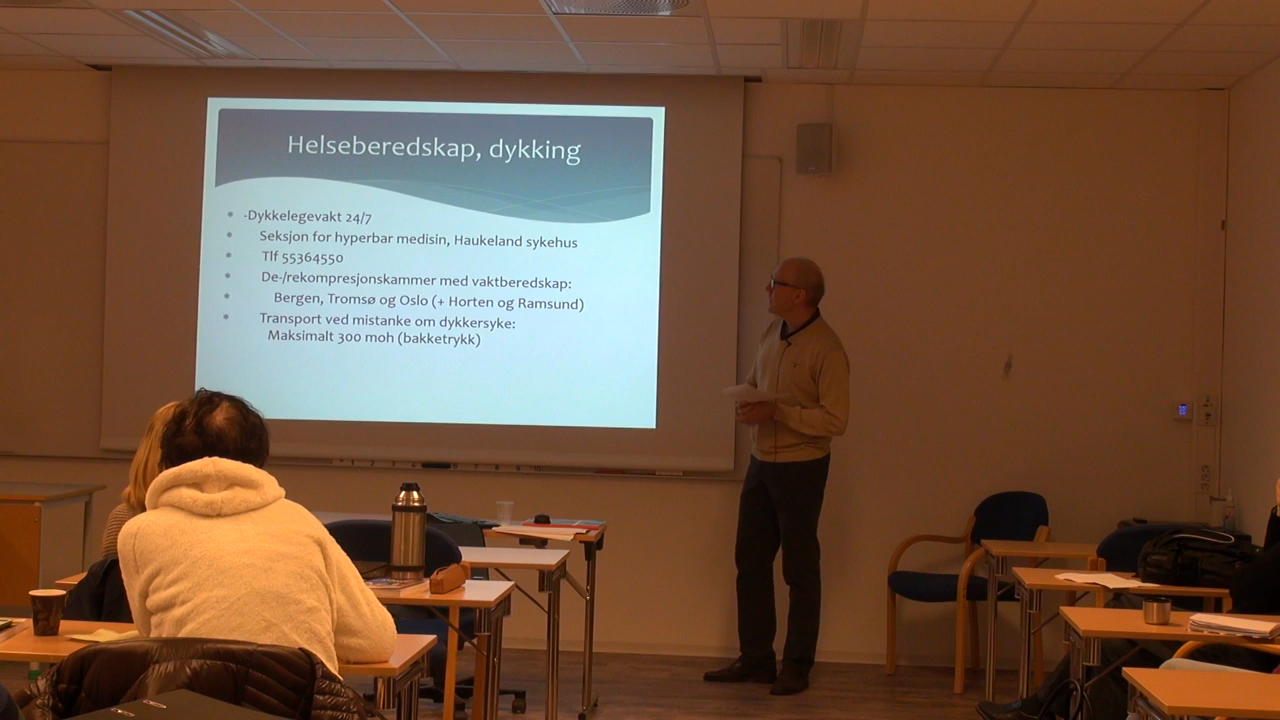 Helseberedskap, dykking
-Dykkelegevakt 24/7
Seksjon for hyperbar medisin, Haukeland sykehus
Tlf 55364550
De-/rekompresjonskammer med vaktberedskap:
Bergen, Tromsø og Oslo (+ Horten og Ramsund)
Transport ved mistanke om dykkersyke:
Maksimalt 300 moh (bakketrykk)